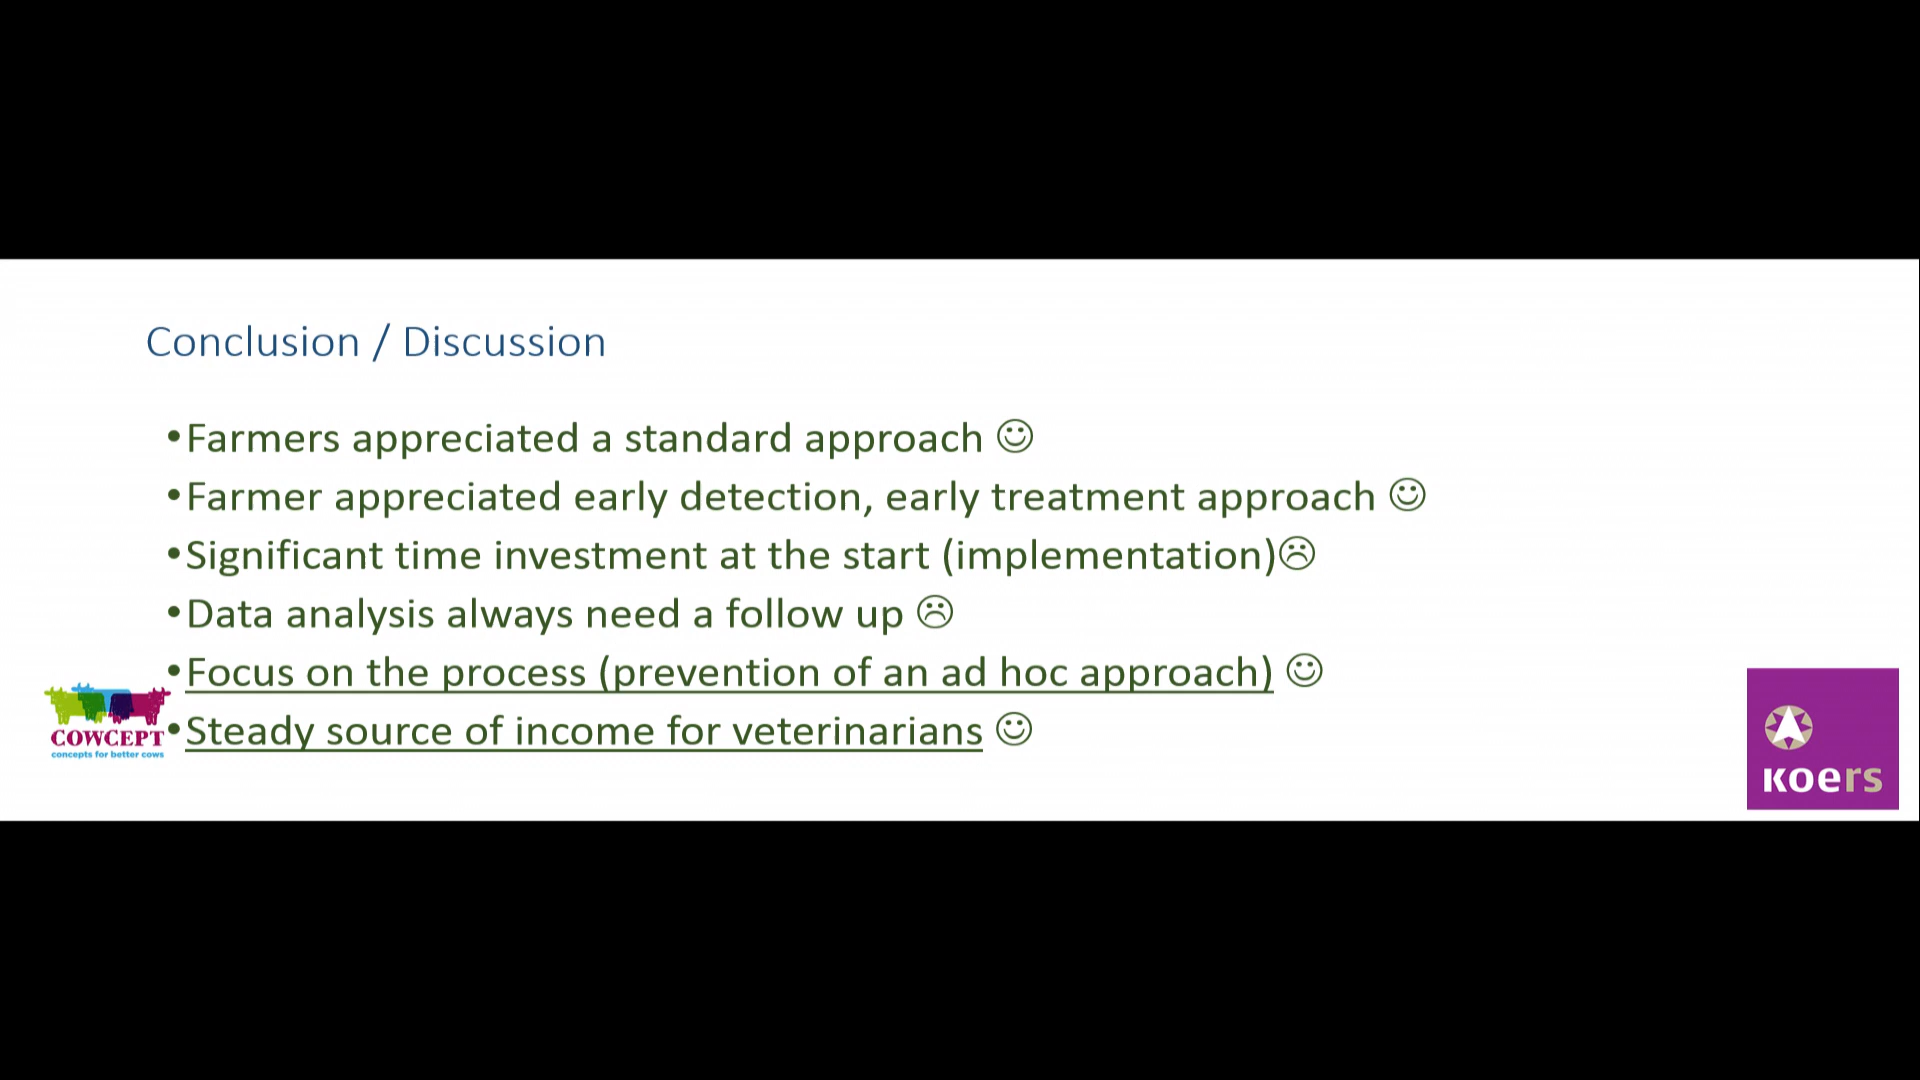 Conclusion / Discussion
•Farmers appreciated a standard approach ☺
•Farmer appreciated early detection, early treatment approach ☺
•Significant time investment at the start (implementation)☹
•Data analysis always need a follow up ☹
•Focus on the process (prevention of an ad hoc approach) ☺
•Steady source of income for veterinarians ☺
COWCEPT
concepts for better cows
Koers